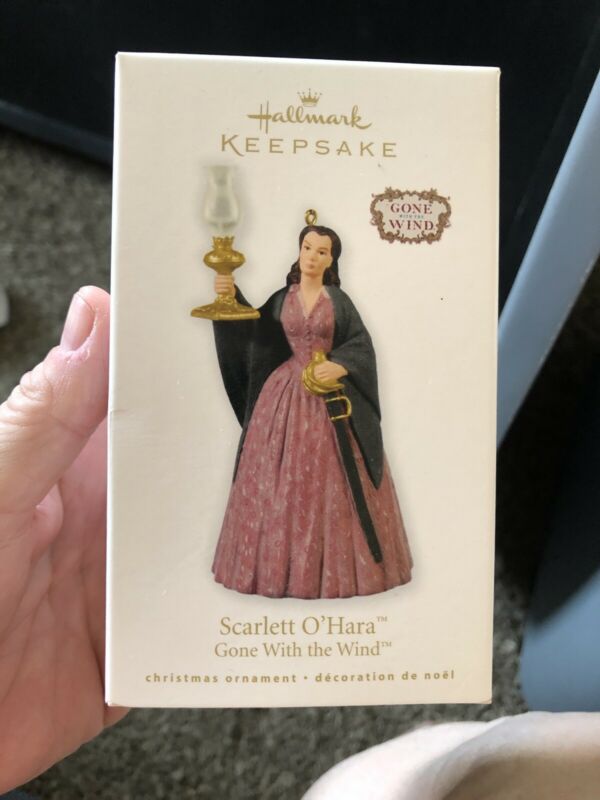 Hallmark
KEEPSAKE
GONE
WITH THE
WIND
Scarlett O'Hara™
Gone With the Wind™
christmas ornament • décoration de noël